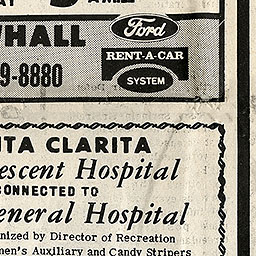 WHALL
Ford
RENT-A-CAR
9-8880
SYSTEM
TA CLARITA
escent Hospital
CONNECTED TO
eneral Hospital
nized by Director of Recreation
en's Auxiliary and Candy Stripers